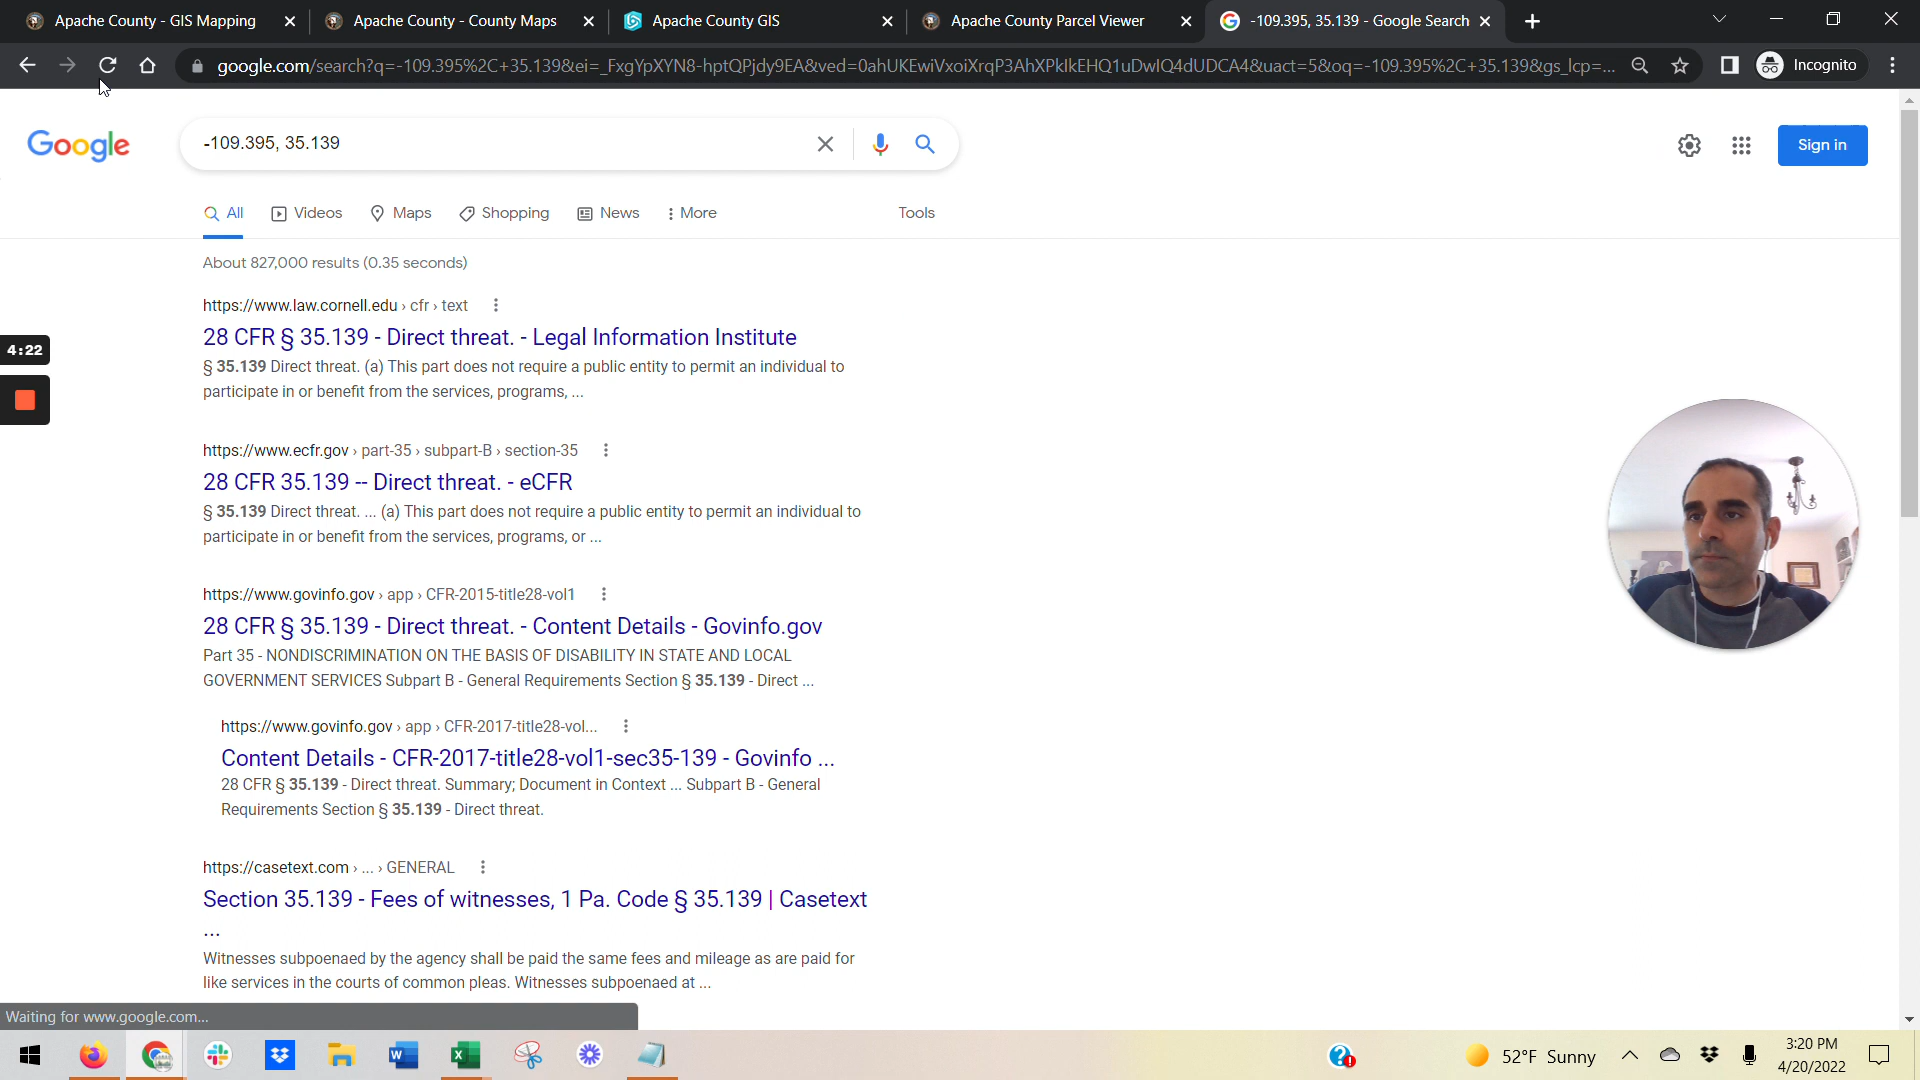 Apache County - GIS Mapping
Apache County - County Maps
Apache County GIS
Apache County Parcel Viewer
-109.395, 35.139 - Google Search
google.com/search?q=-109.395%2C+35.139&ei=_FxgYpXYN8-hptQPjdy9EA&ved=0ahUKEwiVxoiXrqP3AhXPkIkEHQ1uDwIQ4dUDCA4&uact=5&oq=-109.395%2C+35.139&gs_lcp=...
Incognito
Google
-109.395, 35.139
Sign in
All
Videos
Maps
Shopping
News
More
Tools
About 827,000 results (0.35 seconds)
https://www.law.cornell.edu › cfr › text
28 CFR § 35.139 - Direct threat. - Legal Information Institute
§ 35.139 Direct threat. (a) This part does not require a public entity to permit an individual to
participate in or benefit from the services, programs, ...
4:22
https://www.ecfr.gov › part-35 › subpart-B › section-35
28 CFR 35.139 -- Direct threat. - eCFR
§ 35.139 Direct threat. ... (a) This part does not require a public entity to permit an individual to
participate in or benefit from the services, programs, or ...
https://www.govinfo.gov › app › CFR-2015-title28-vol1
28 CFR § 35.139 - Direct threat. - Content Details - Govinfo.gov
Part 35 - NONDISCRIMINATION ON THE BASIS OF DISABILITY IN STATE AND LOCAL
GOVERNMENT SERVICES Subpart B - General Requirements Section § 35.139 - Direct ...
https://www.govinfo.gov › app › CFR-2017-title28-vol...
Content Details - CFR-2017-title28-vol1-sec35-139 - Govinfo ...
28 CFR § 35.139 - Direct threat. Summary; Document in Context ... Subpart B - General
Requirements Section § 35.139 - Direct threat.
https://casetext.com › ... › GENERAL
Section 35.139 - Fees of witnesses, 1 Pa. Code § 35.139 | Casetext
...
Witnesses subpoenaed by the agency shall be paid the same fees and mileage as are paid for
like services in the courts of common pleas. Witnesses subpoenaed at ...
Waiting for www.google.com...
52°F Sunny
3:20 PM
4/20/2022